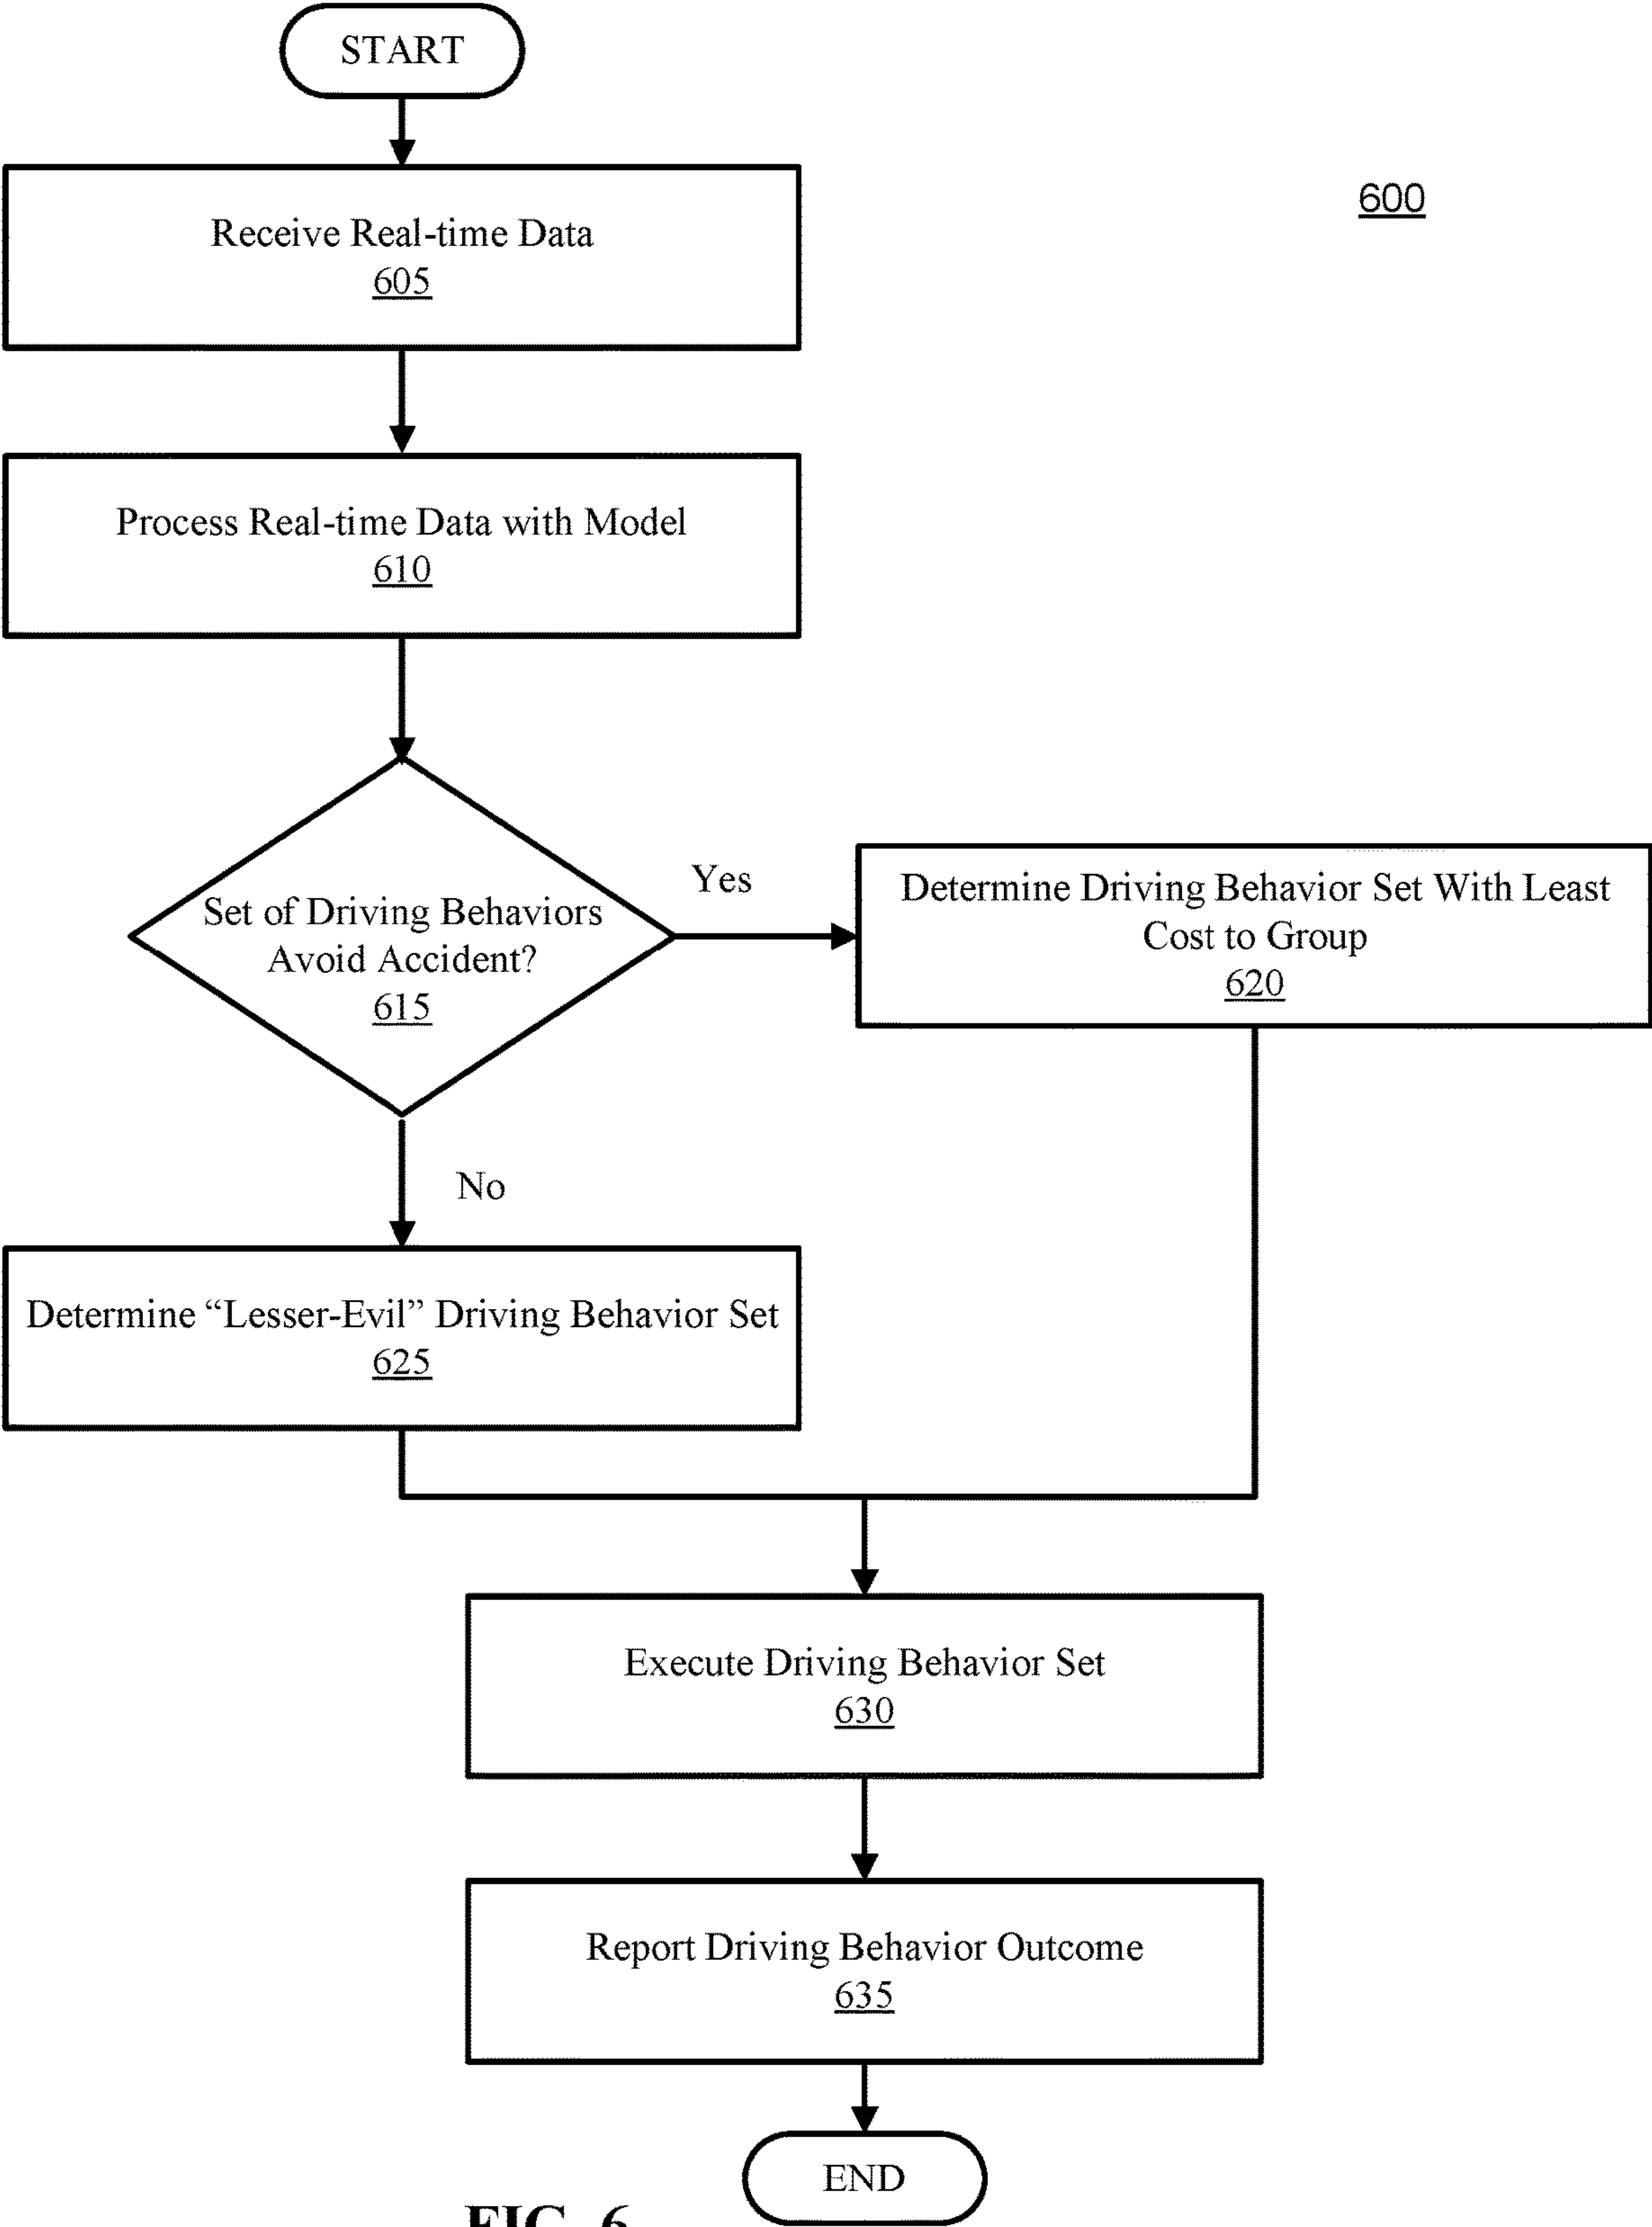 START
600
Receive Real-time Data
605
Process Real-time Data with Model
610
Set of Driving Behaviors
Avoid Accident?
615
Yes
Determine Driving Behavior Set With Least
Cost to Group
620
No
Determine “Lesser-Evil” Driving Behavior Set
625
Execute Driving Behavior Set
630
Report Driving Behavior Outcome
635
END
FIG. 6